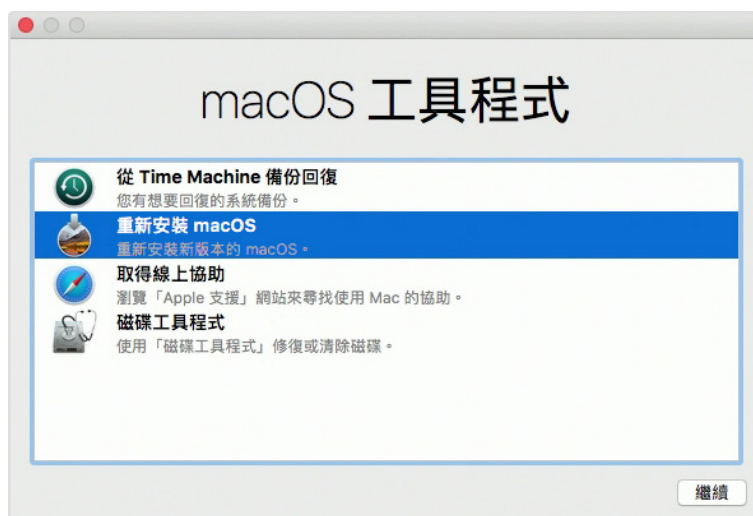 macOS 工具程式
從 Time Machine 備份回復
您有想要回復的系統備份。
重新安裝 macOS
重新安裝新版本的 macOS。
取得線上協助
瀏覽「Apple 支援」網站來尋找使用 Mac 的協助。
磁碟工具程式
使用「磁碟工具程式」修復或清除磁碟。
繼續